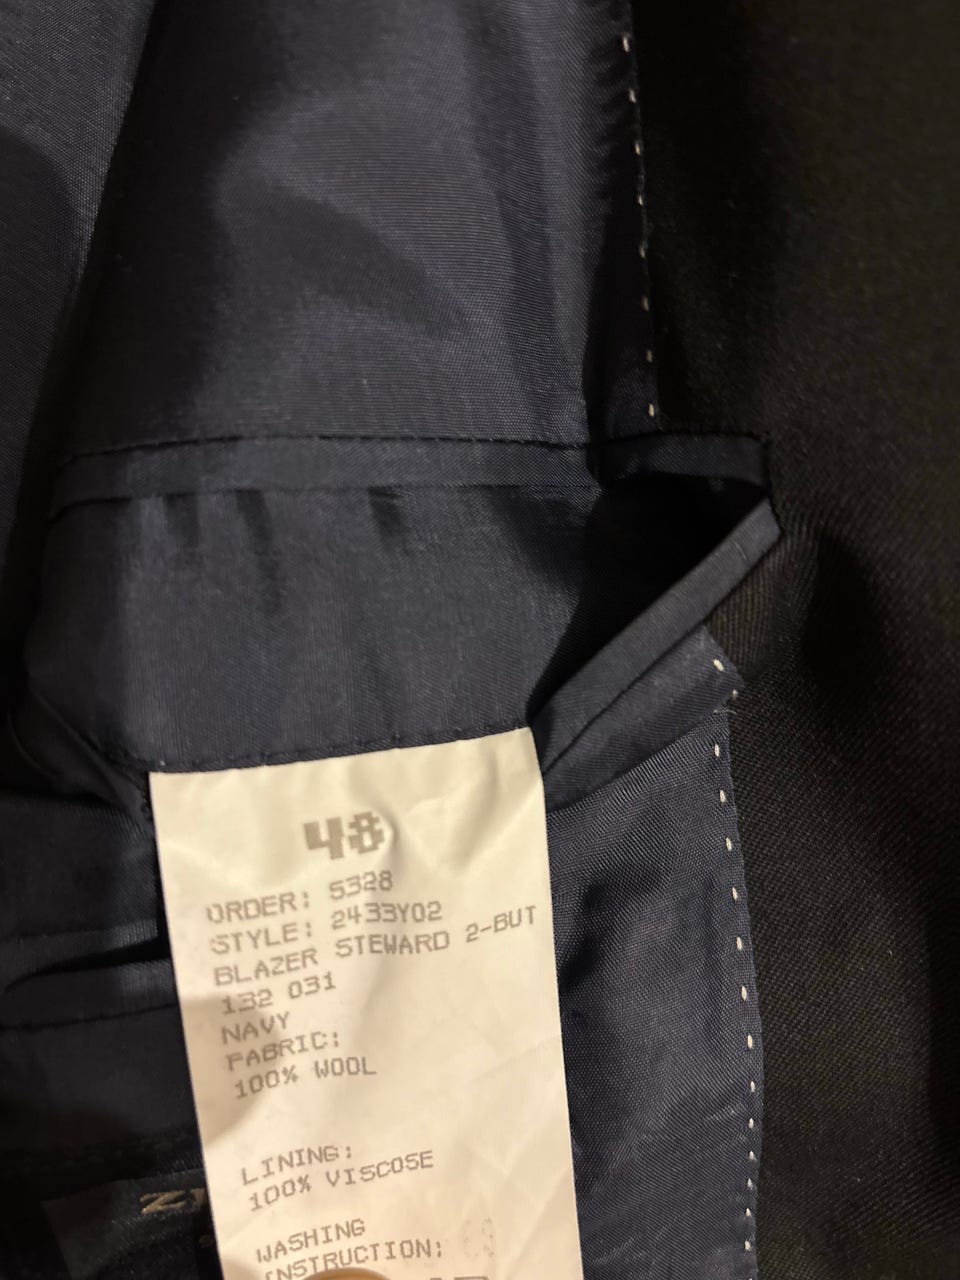 48
ORDER: 5328
STYLE: 2433Y02
BLAZER STEWARD 2-BUT
132 031
NAVY
FABRIC:
100% WOOL
LINING:
100% VISCOSE
WASHING
INSTRUCTION: